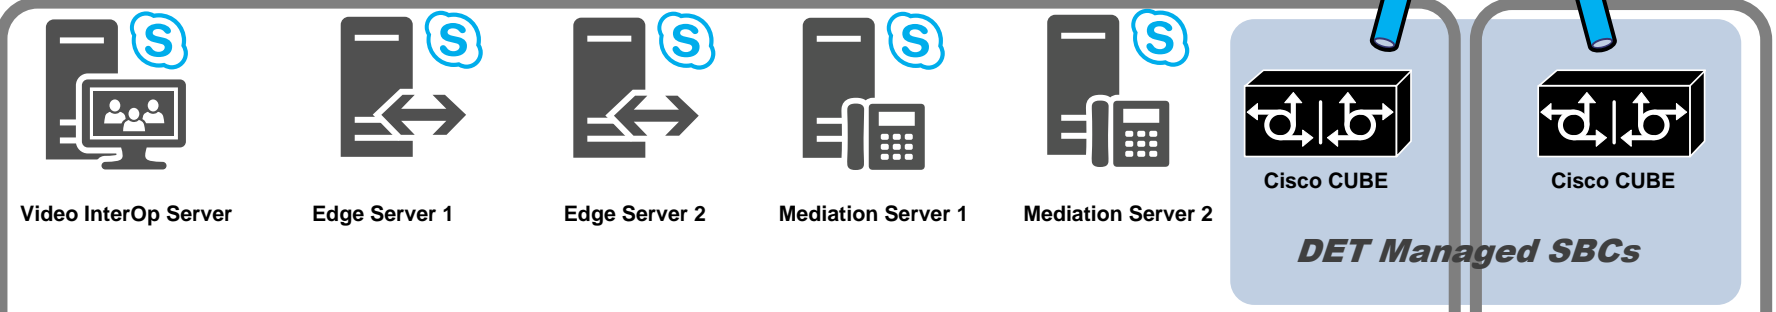 S S S S S
Cisco CUBE Cisco CUBE
Video InterOp Server Edge Server 1 Edge Server 2 Mediation Server 1 Mediation Server 2
DET Managed SBCs